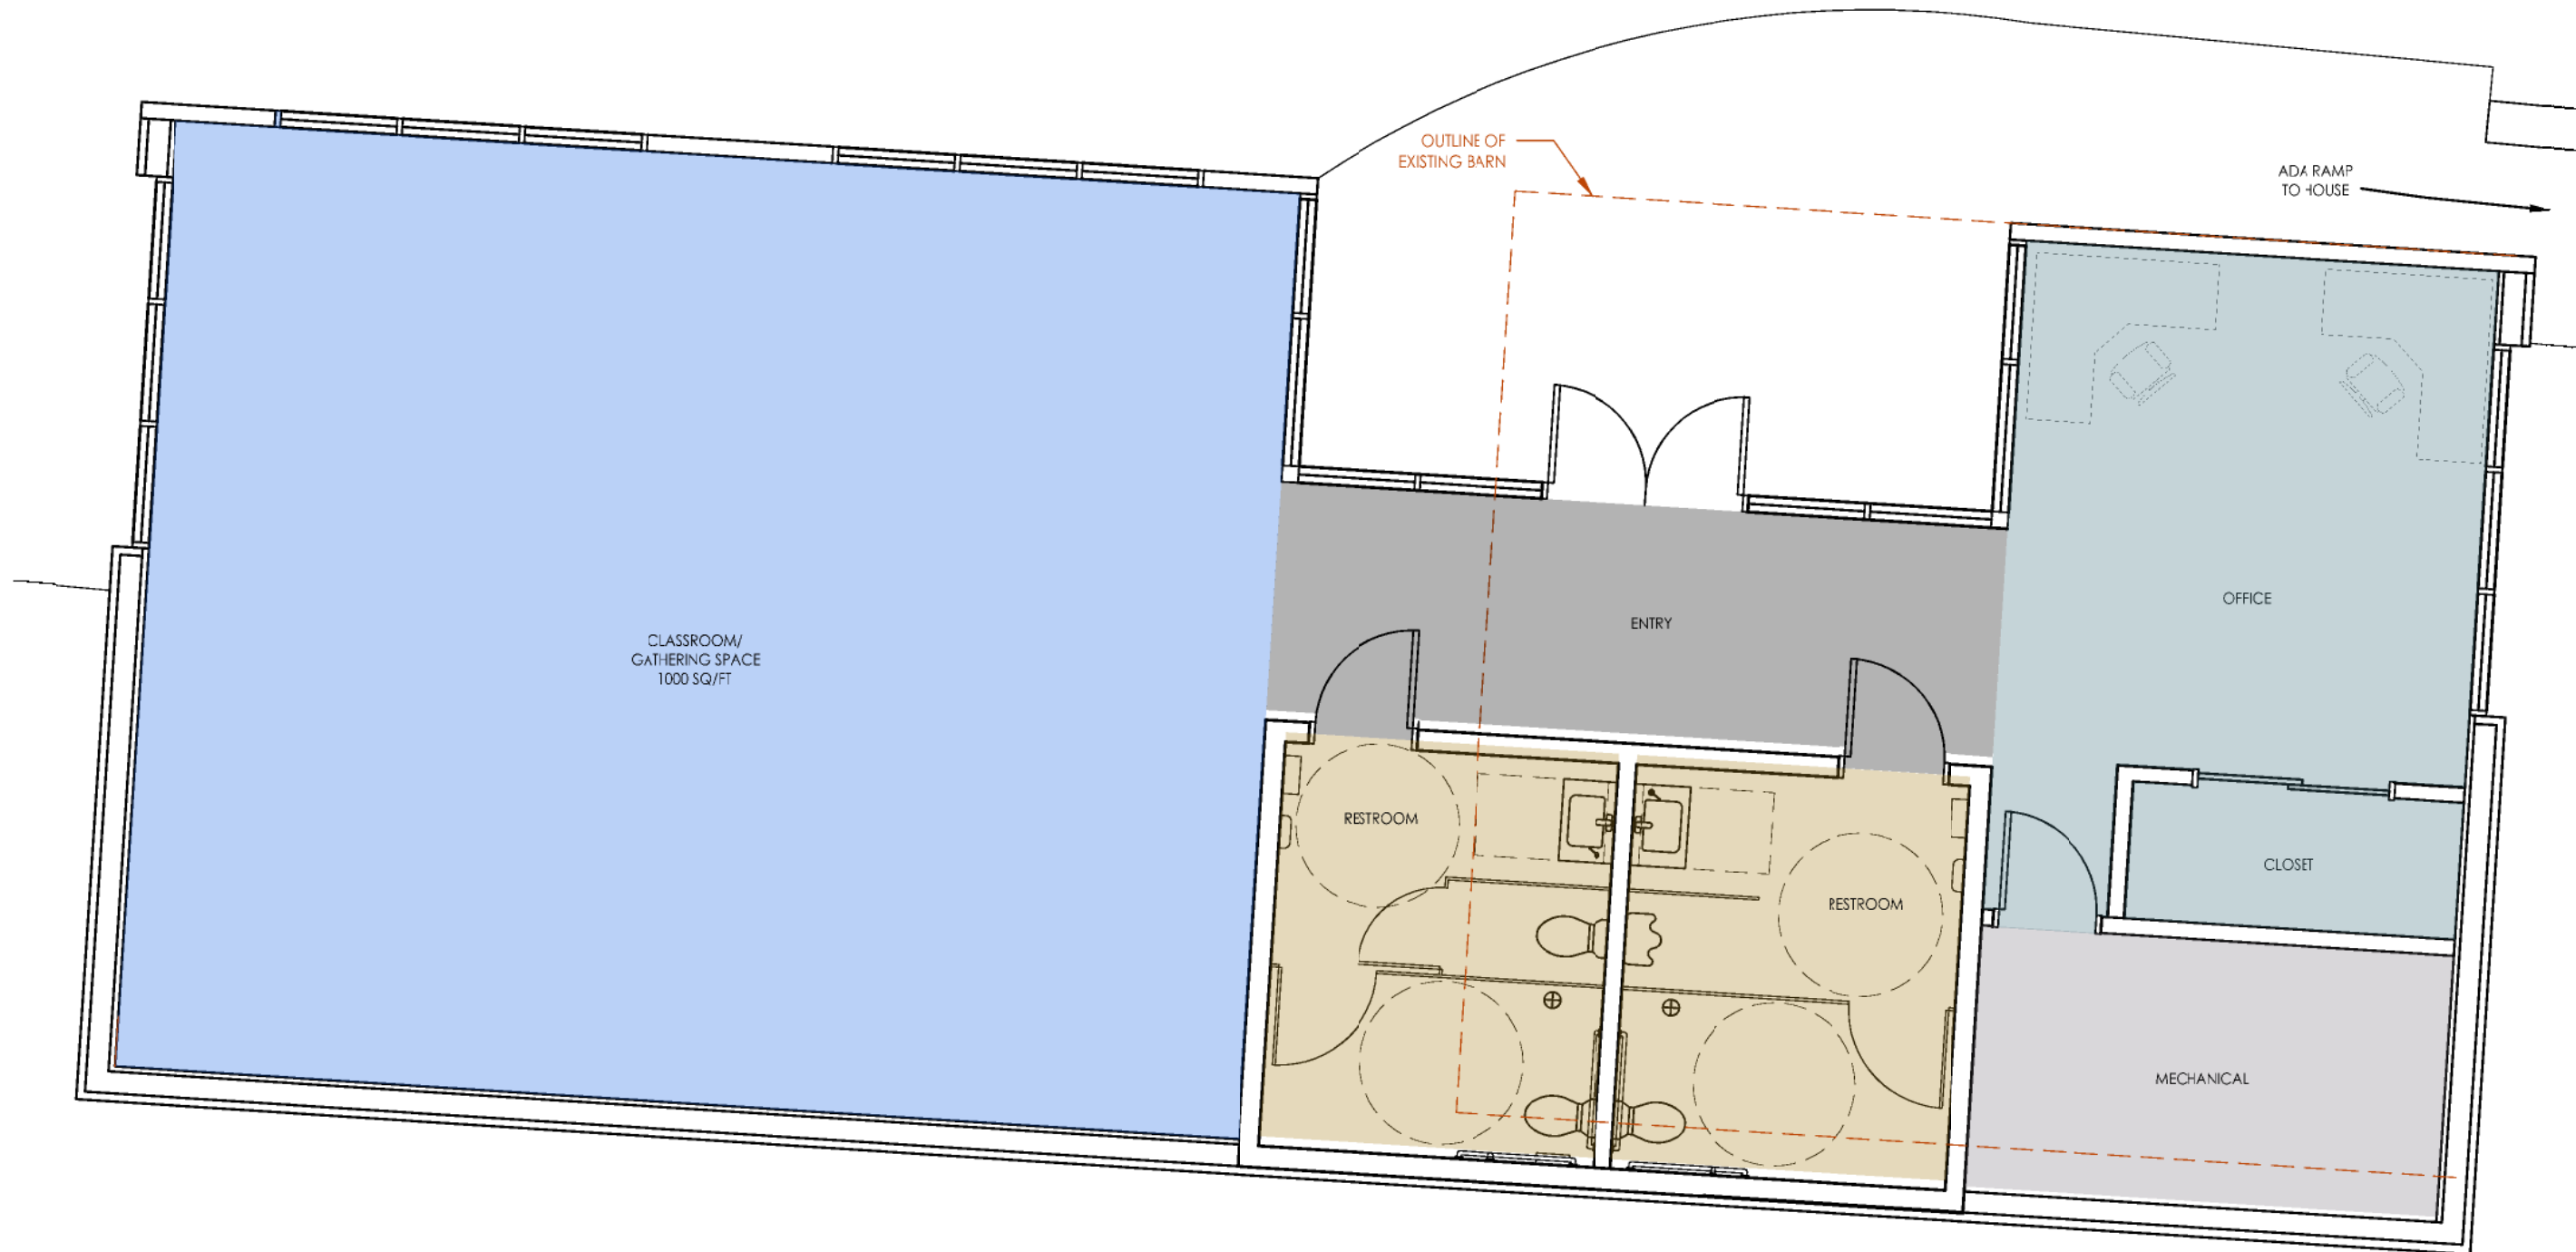 OUTLINE OF
EXISTING BARN
ADA RAMP
TO HOUSE
CLASSROOM/
GATHERING SPACE
1000 SQ/FT
ENTRY
OFFICE
RESTROOM
RESTROOM
CLOSET
MECHANICAL